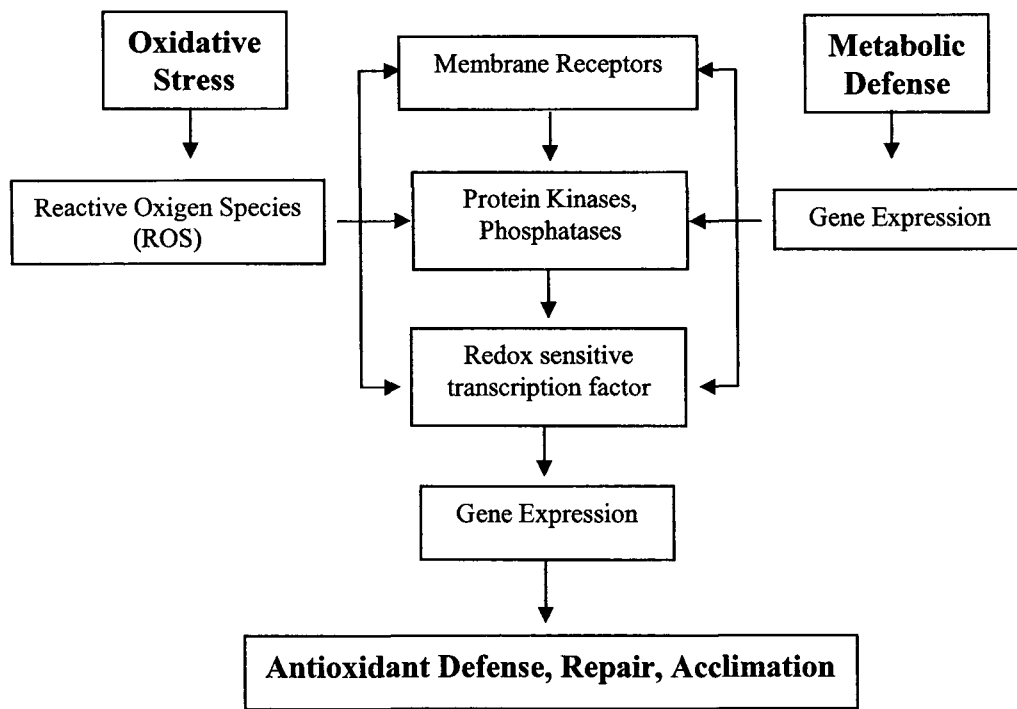 Oxidative
Stress
Membrane Receptors
Metabolic
Defense
Reactive Oxigen Species
(ROS)
Protein Kinases,
Phosphatases
Gene Expression
Redox sensitive
transcription factor
Gene Expression
Antioxidant Defense, Repair, Acclimation